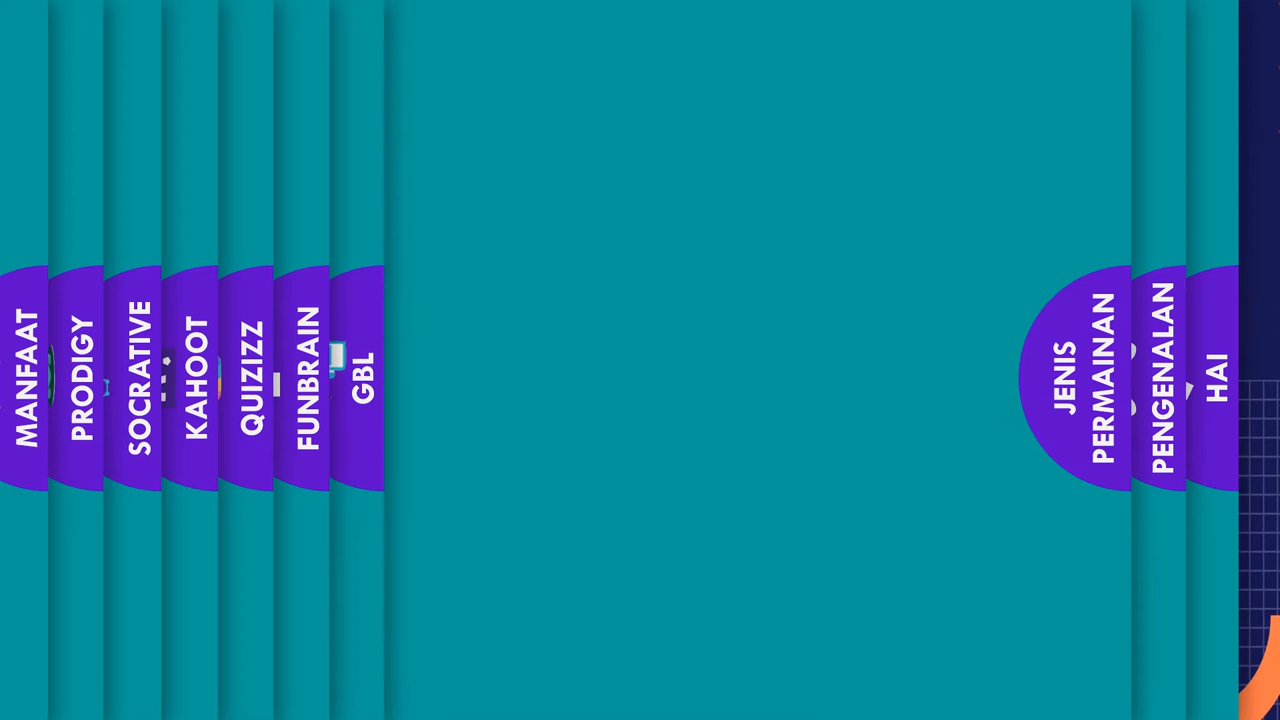 MANFAAT
PRODIGY
SOCRATIVE
KAHOOT
QUIZIZZ
FUNBRAIN
GBL
JENIS
PERMAINAN
PENGENALAN
HAI